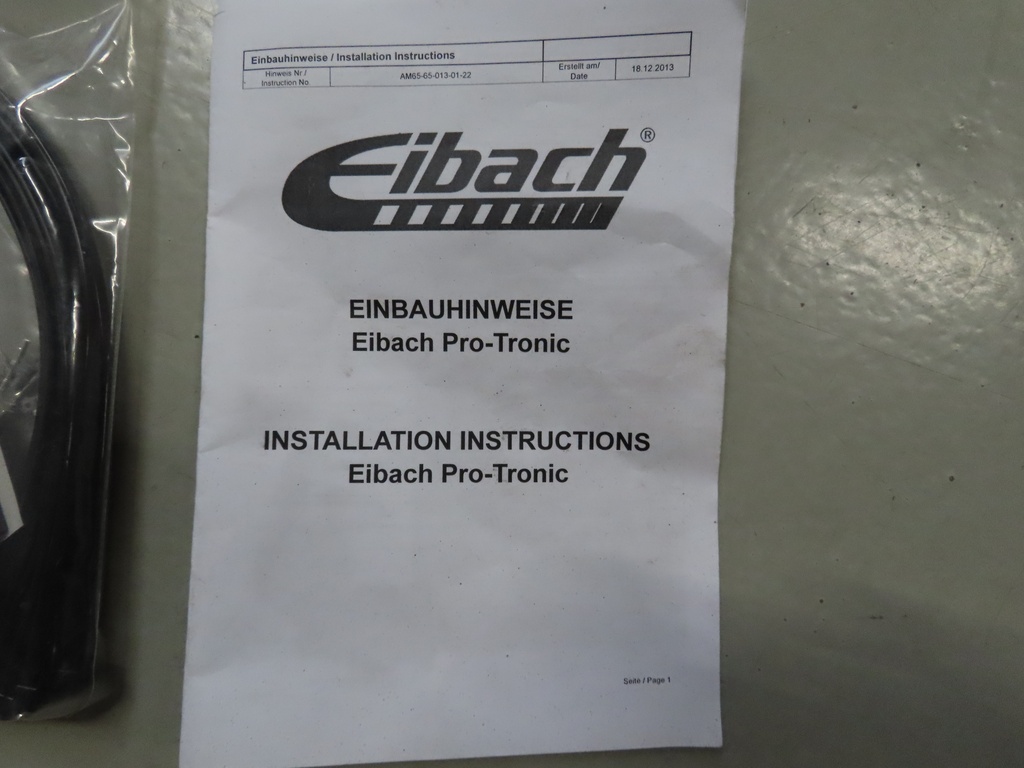 Einbauhinweise / Installation Instructions
Hinweis Nr /
Instruction No.
AM65-65-013-01-22
Erstellt am/
Date
18.12.2013
Eibach®
EINBAUHINWEISE
Eibach Pro-Tronic
INSTALLATION INSTRUCTIONS
Eibach Pro-Tronic
Seite / Page 1